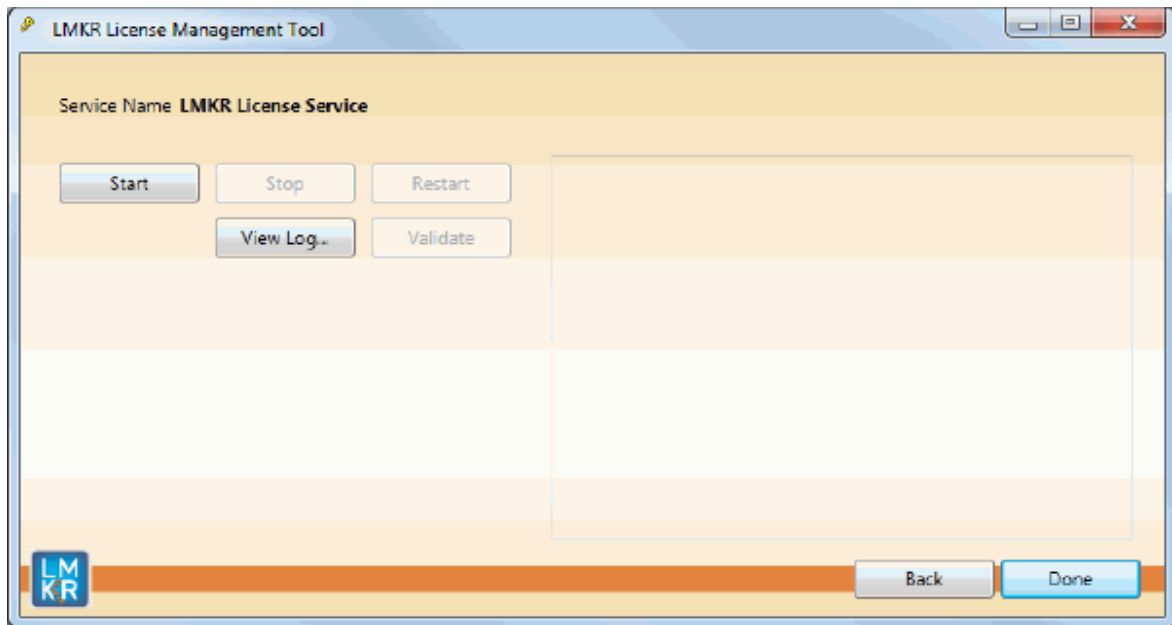 LMKR License Management Tool
Service Name LMKR License Service
Start Stop Restart
View Log... Validate
LM
KR
Back Done